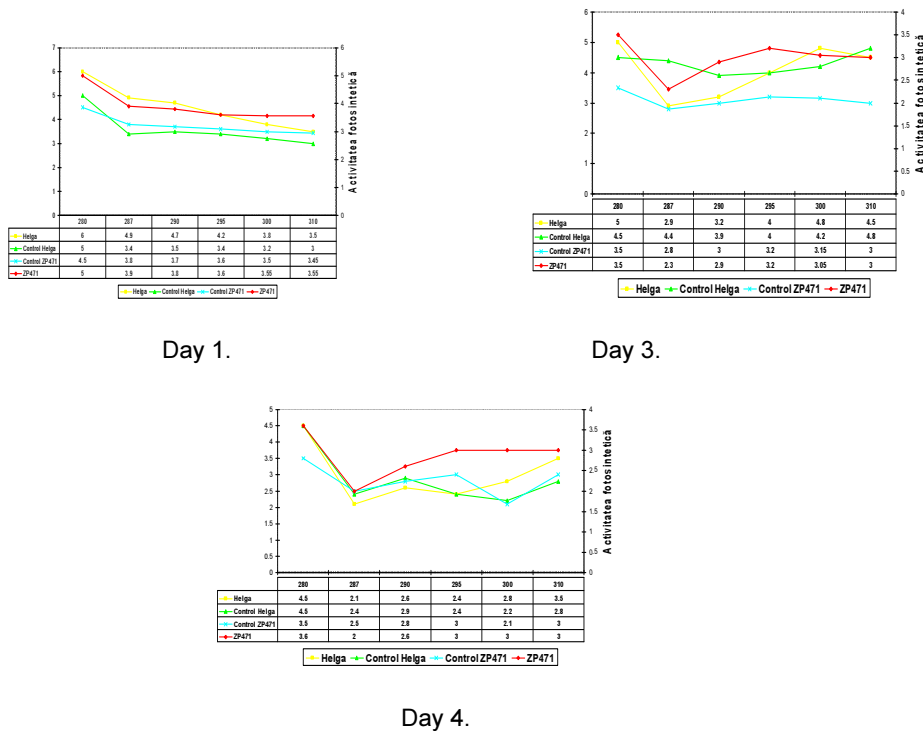 7 6
6 5
5 4
4 3
3 2
2 1
1 0
0
Activitatea fotosintetică
280 287 290 295 300 310
Helga 6 4.9 4.7 4.2 3.8 3.5
Control Helga 5 3.4 3.5 3.4 3.2 3
Control ZP471 4.5 3.8 3.7 3.6 3.5 3.45
ZP471 5 3.9 3.8 3.6 3.55 3.55
Helga Control Helga Control ZP471 ZP471
Day 1.
6 4
5 3.5
4 3
3 2.5
2 2
1 1.5
0 1
0.5
0
Activitatea fotosintetică
280 287 290 295 300 310
Helga 5 2.9 3.2 4 4.8 4.5
Control Helga 4.5 4.4 3.9 4 4.2 4.8
Control ZP471 3.5 2.8 3 3.2 3.15 3
ZP471 3.5 2.3 2.9 3.2 3.05 3
Helga Control Helga Control ZP471 ZP471
Day 3.
5 4
4.5 3.5
4 3
3.5 2.5
3 2
2.5 1.5
2 1
1.5 0.5
1 0
0.5
0
Activitatea fotosintetică
280 287 290 295 300 310
Helga 4.5 2.1 2.6 2.4 2.8 3.5
Control Helga 4.5 2.4 2.9 2.4 2.2 2.8
Control ZP471 3.5 2.5 2.8 3 2.1 3
ZP471 3.6 2 2.6 3 3 3
Helga Control Helga Control ZP471 ZP471
Day 4.